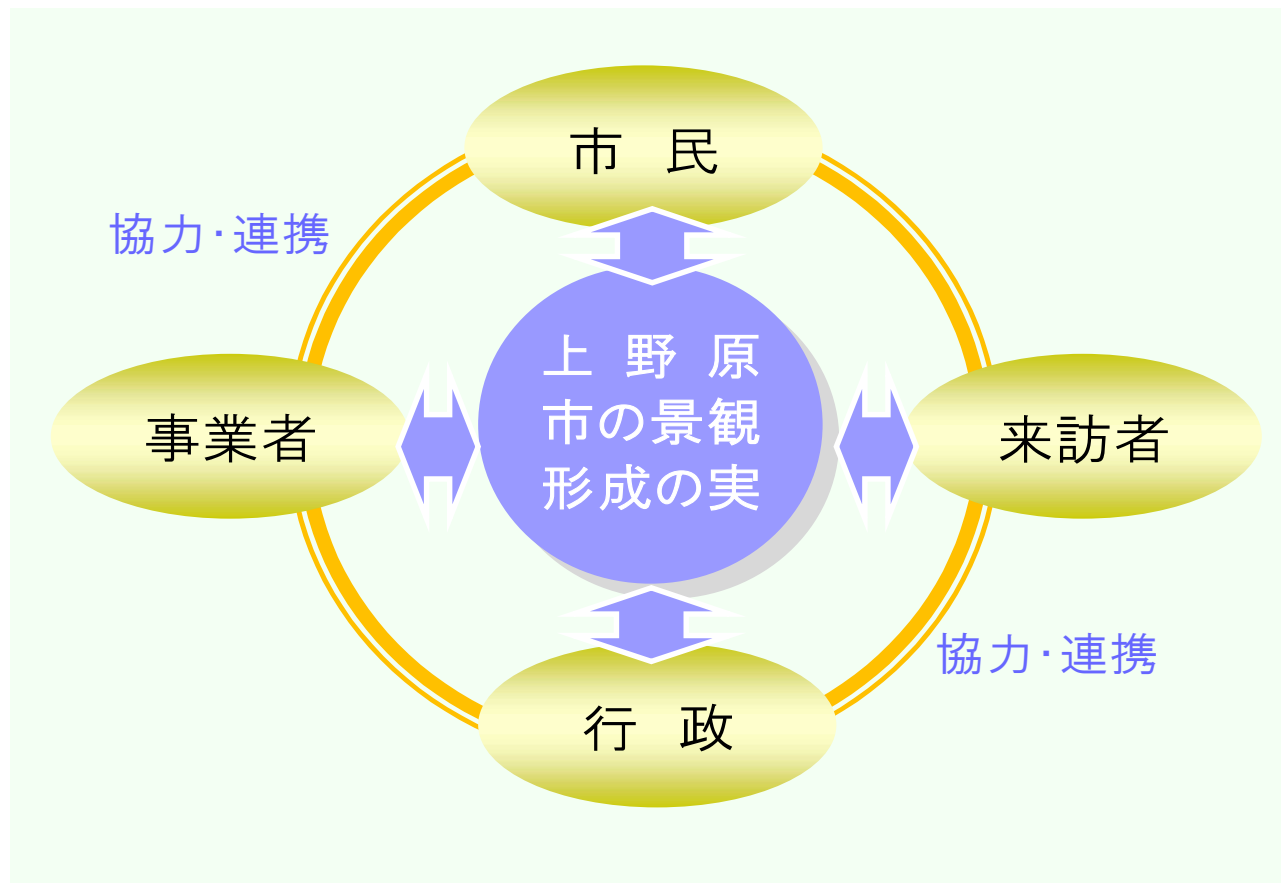 市　民
協力・連携
上 野 原
市の景観
形成の実
事業者
来訪者
協力・連携
行　政